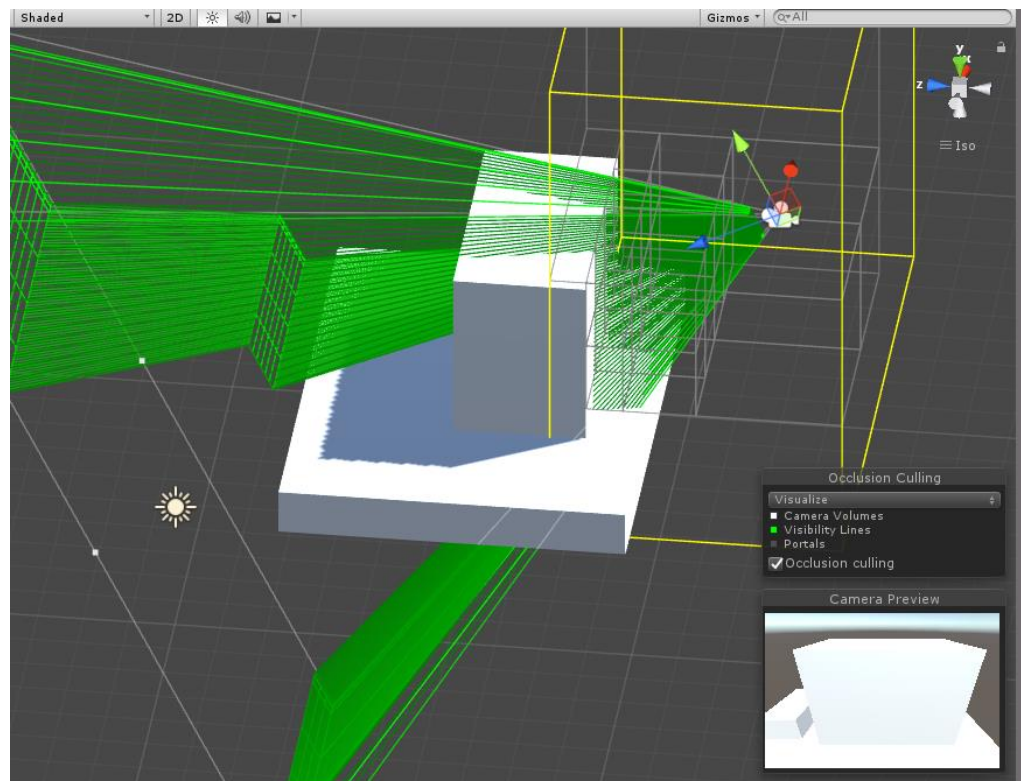 Shaded 2D Gizmos All
y
x
z
Iso
Occlusion Culling
Visualize
Camera Volumes
Visibility Lines
Portals
Occlusion culling
Camera Preview